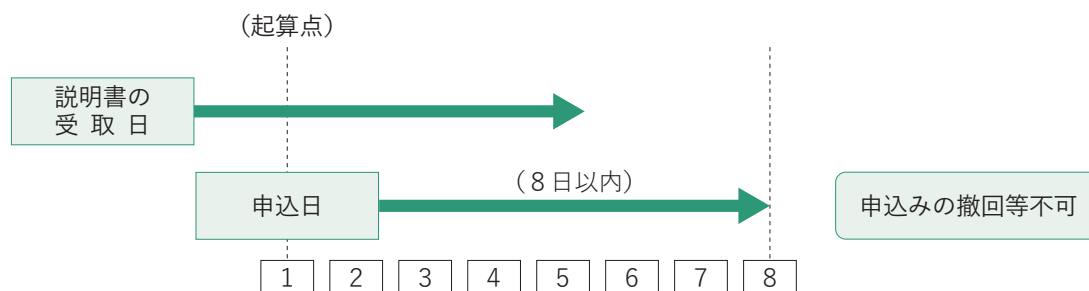 (起算点)
説明書の
受取日
申込日
(8日以内)
申込みの撤回等不可
1 2 3 4 5 6 7 8